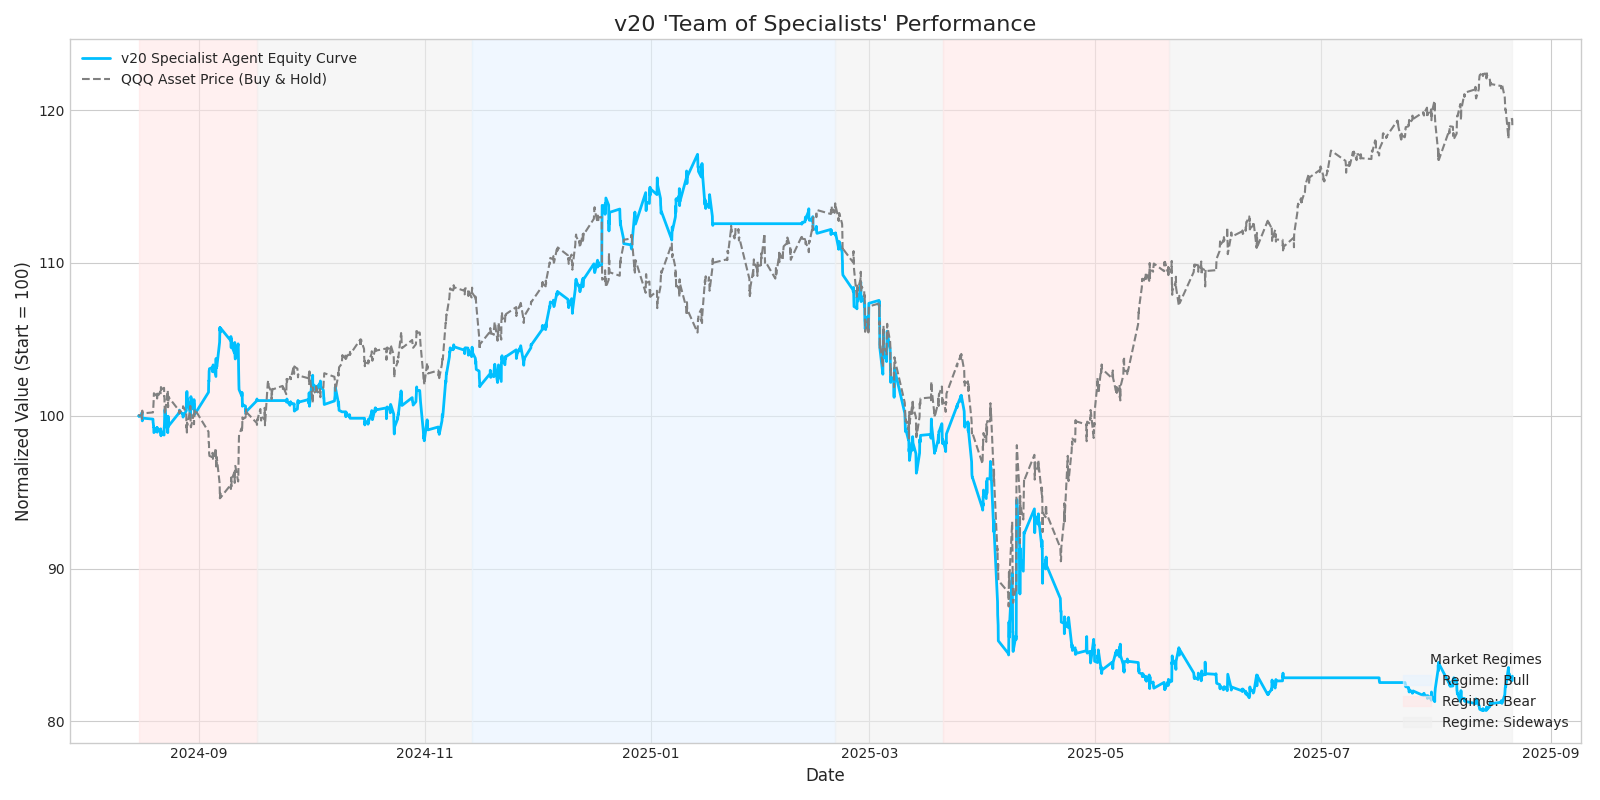 v20 'Team of Specialists' Performance
v20 Specialist Agent Equity Curve
QQQ Asset Price (Buy & Hold)
Normalized Value (Start = 100)
120
110
100
90
80
Market Regimes
Regime: Bull
Regime: Bear
Regime: Sideways
2024-09 2024-11 2025-01 2025-03 2025-05 2025-07 2025-09
Date